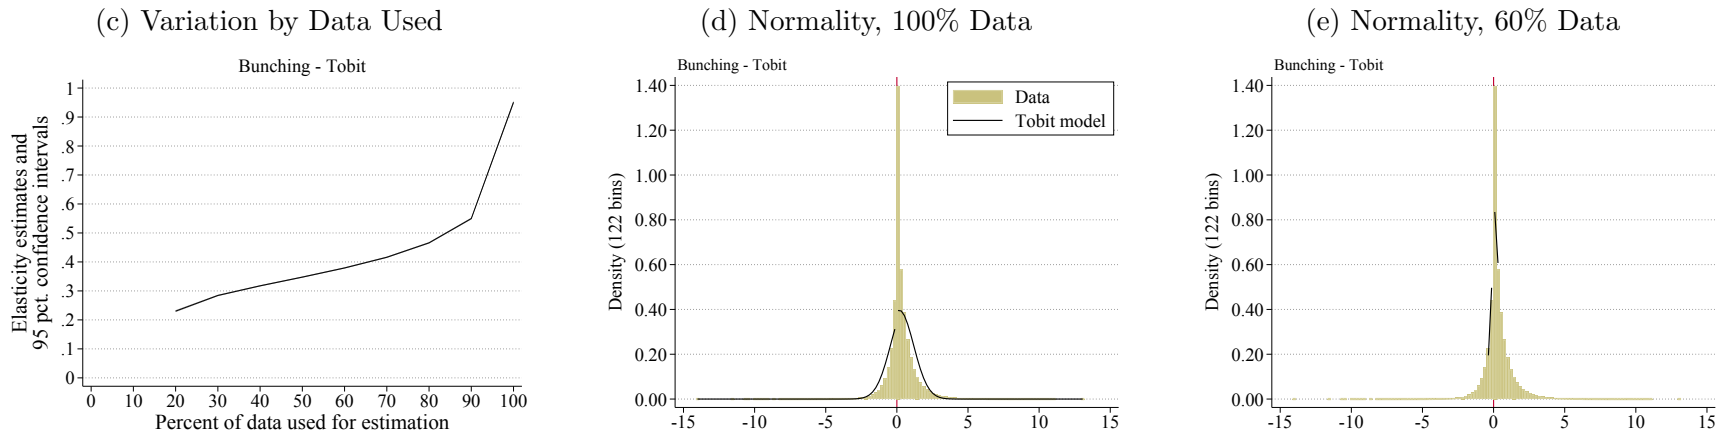 (c) Variation by Data Used
Bunching - Tobit
Elasticity estimates and
95 pct. confidence intervals
1
.9
.8
.7
.6
.5
.4
.3
.2
.1
0
0 10 20 30 40 50 60 70 80 90 100
Percent of data used for estimation
(d) Normality, 100% Data
Bunching - Tobit
Data
Tobit model
Density (122 bins)
1.40
1.20
1.00
0.80
0.60
0.40
0.20
0.00
-15 -10 -5 0 5 10 15
(e) Normality, 60% Data
Bunching - Tobit
Density (122 bins)
1.40
1.20
1.00
0.80
0.60
0.40
0.20
0.00
-15 -10 -5 0 5 10 15